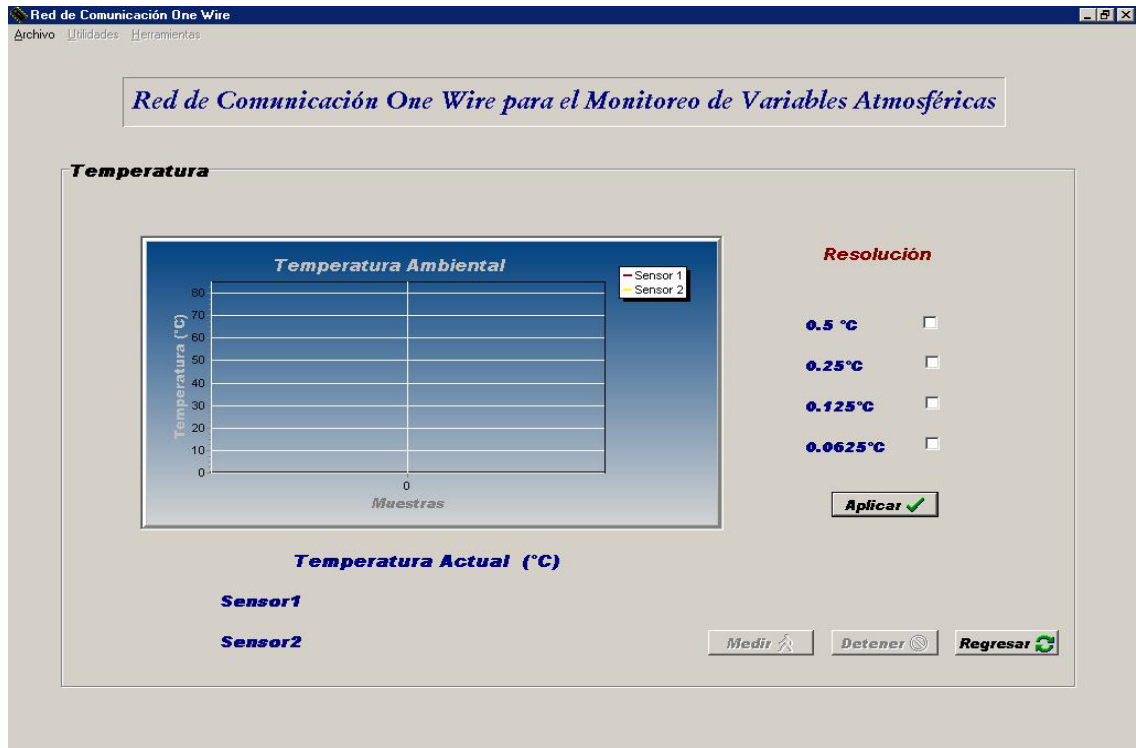 Red de Comunicación One Wire
Archivo Utilidades Herramientas
Red de Comunicación One Wire para el Monitoreo de Variables Atmosféricas
Temperatura
Temperatura Ambiental
Sensor 1
Sensor 2
Temperatura (°C)
80
70
60
50
40
30
20
10
0
0
Muestras
Resolución
0.5 °C
0.25°C
0.125°C
0.0625°C
Aplicar
Temperatura Actual (°C)
Sensor1
Sensor2
Medir Detener Regresar